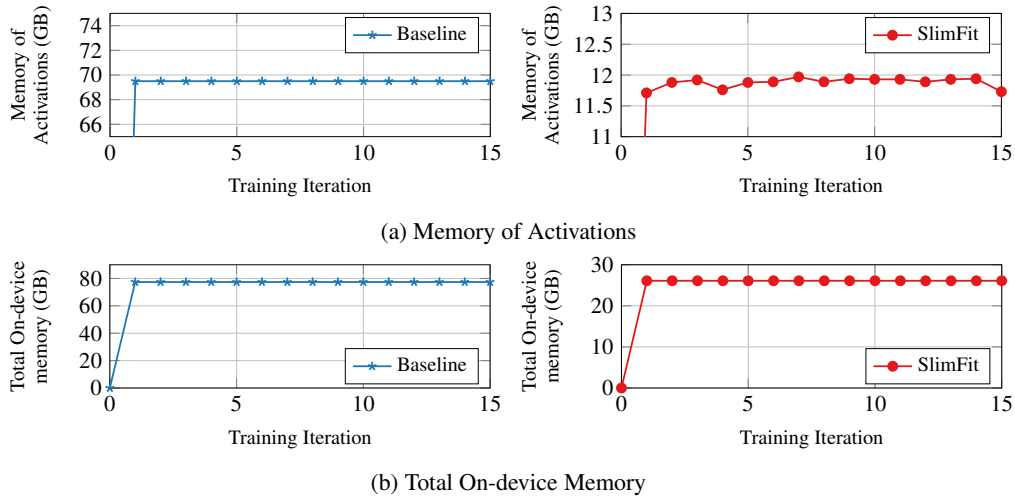 Memory of
Activations (GB)
74
72
70
68
66
Baseline
0
5
10
15
Training Iteration
Memory of
Activations (GB)
13
12.5
12
11.5
11
SlimFit
0
5
10
15
Training Iteration
(a) Memory of Activations
Total On-device
memory (GB)
80
60
40
20
0
Baseline
0
5
10
15
Training Iteration
Total On-device
memory (GB)
30
20
10
0
SlimFit
0
5
10
15
Training Iteration
(b) Total On-device Memory